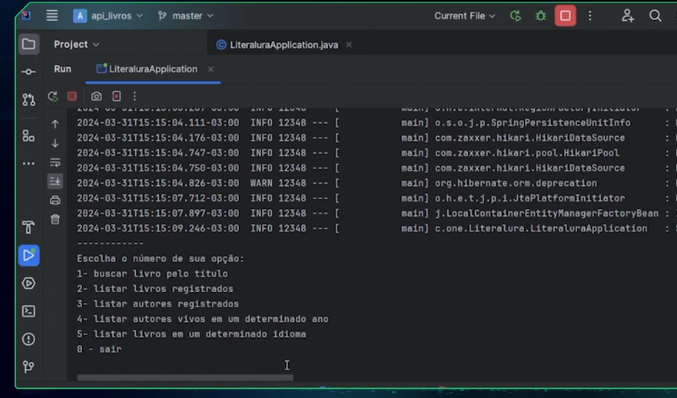 api_livros
master
Current File
Project
LiteraluraApplication.java
Run
LiteraluraApplication
2024-03-31T15:15:04.111-03:00 INFO 12348 --- [ main] o.s.o.j.p.SpringPersistenceUnitInfo :
2024-03-31T15:15:04.176-03:00 INFO 12348 --- [ main] com.zaxxer.hikari.HikariDataSource :
2024-03-31T15:15:04.747-03:00 INFO 12348 --- [ main] com.zaxxer.hikari.pool.HikariPool :
2024-03-31T15:15:04.750-03:00 INFO 12348 --- [ main] com.zaxxer.hikari.HikariDataSource :
2024-03-31T15:15:04.826-03:00 WARN 12348 --- [ main] org.hibernate.orm.deprecation :
2024-03-31T15:15:07.712-03:00 INFO 12348 --- [ main] o.h.e.t.j.p.i.JtaPlatformInitiator :
2024-03-31T15:15:07.897-03:00 INFO 12348 --- [ main] j.LocalContainerEntityManagerFactoryBean :
2024-03-31T15:15:09.246-03:00 INFO 12348 --- [ main] c.one.Literalura.LiteraluraApplication :
------------
Escolha o número de sua opção:
1- buscar livro pelo título
2- listar livros registrados
3- listar autores registrados
4- listar autores vivos em um determinado ano
5- listar livros em um determinado idioma
0 - sair